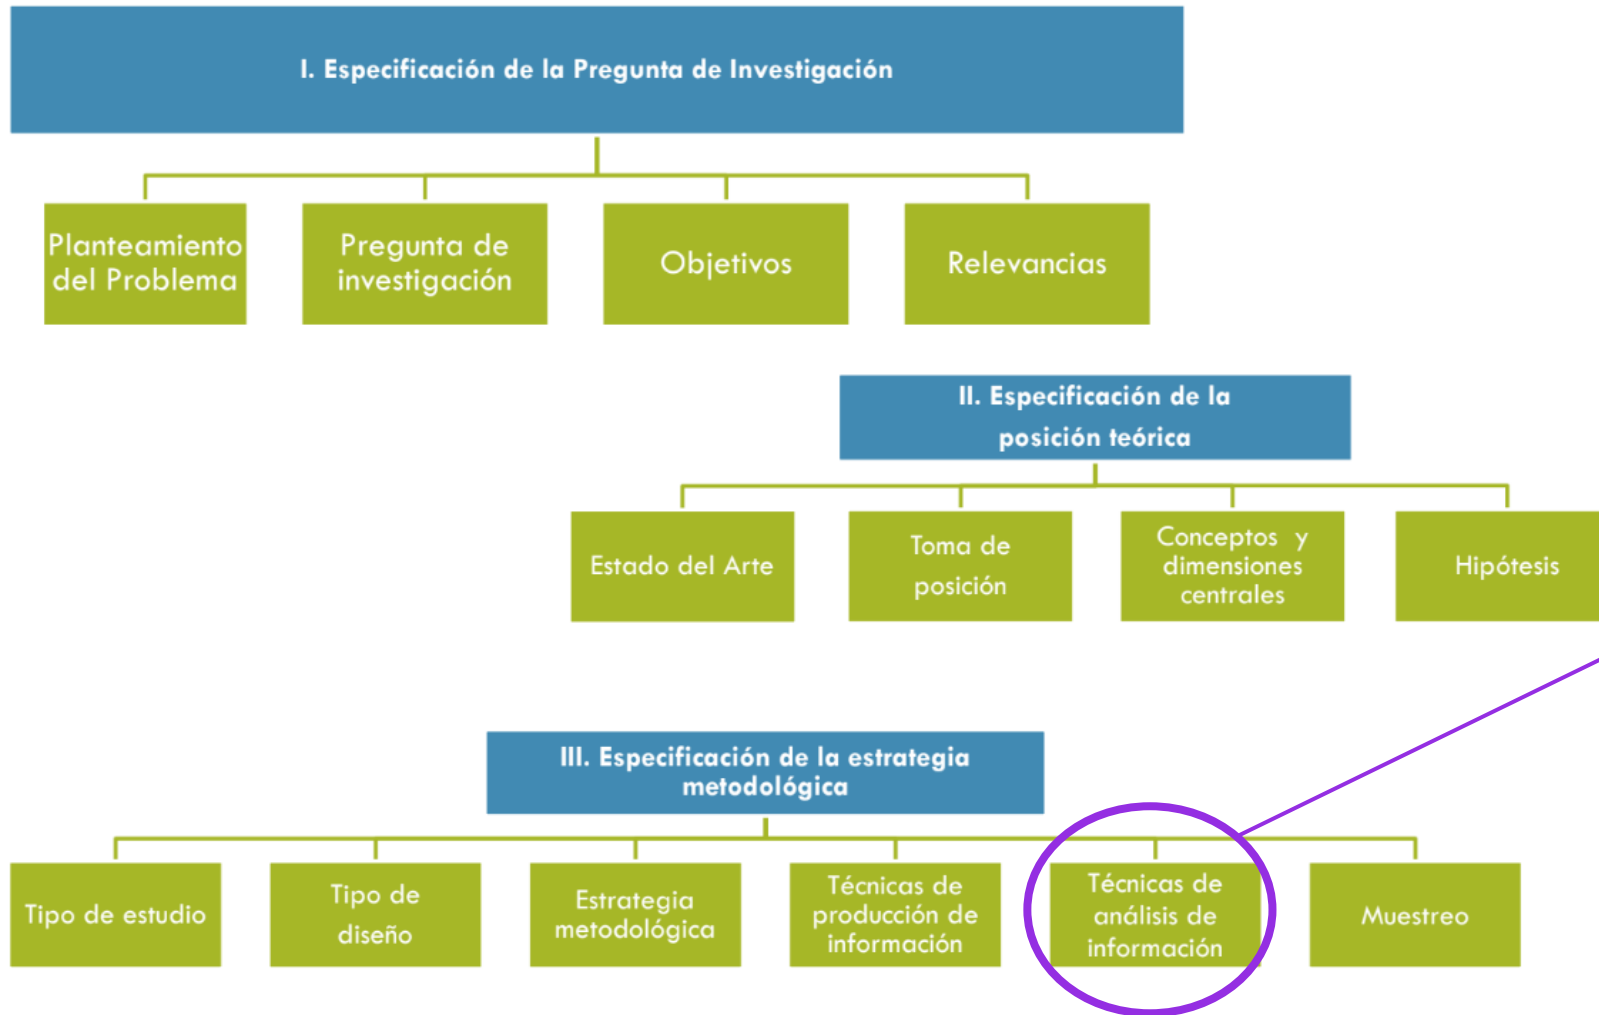 I. Especificación de la Pregunta de Investigación
Planteamiento
del Problema
Pregunta de
investigación
Objetivos
Relevancias
II. Especificación de la
posición teórica
Estado del Arte
Toma de
posición
Conceptos y
dimensiones
centrales
Hipótesis
III. Especificación de la estrategia
metodológica
Tipo de estudio
Tipo de
diseño
Estrategia
metodológica
Técnicas de
producción de
información
Técnicas de
análisis de
información
Muestreo